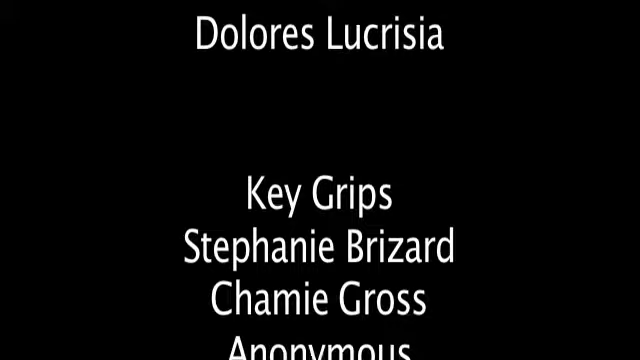 Dolores Lucrisia
Key Grips
Stephanie Brizard
Chamie Gross
Anonymous